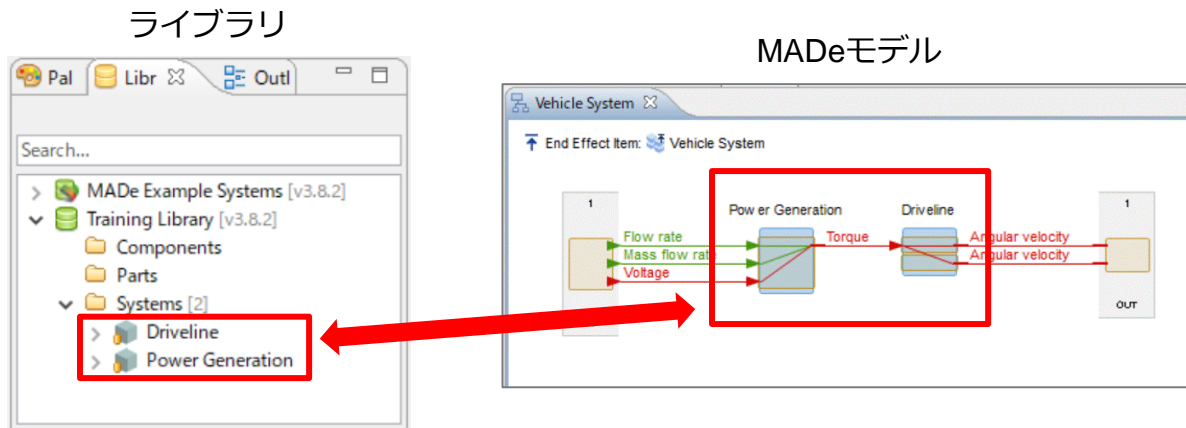 ライブラリ
Pal Libr Outl
Search...
MADe Example Systems [v3.8.2]
Training Library [v3.8.2]
Components
Parts
Systems [2]
Driveline
Power Generation
MADeモデル
Vehicle System
End Effect Item: Vehicle System
1
Power Generation
Driveline
1
Flow rate
Mass flow rate
Voltage
Torque
Angular velocity
Angular velocity
OUT